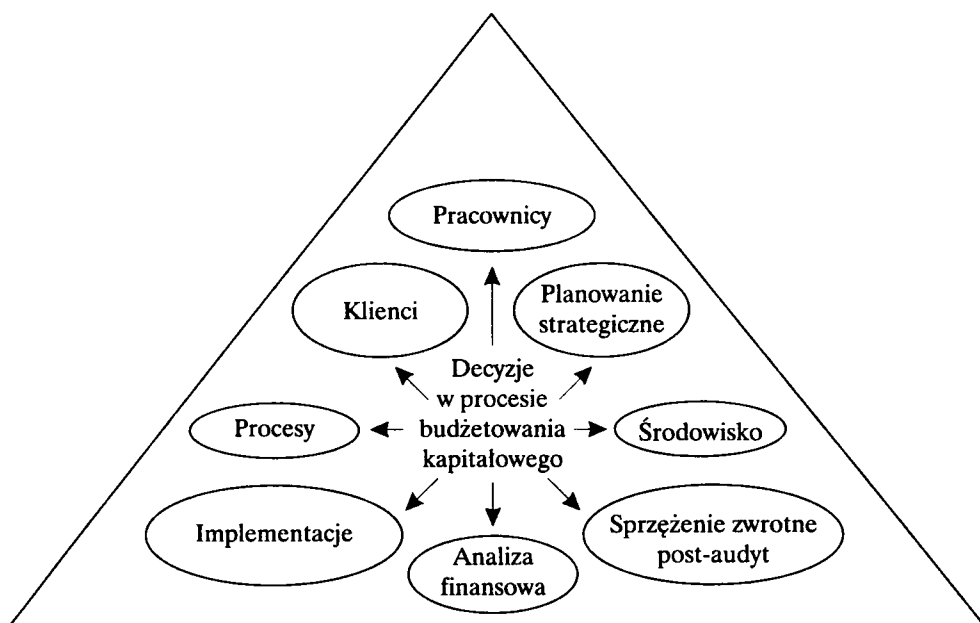 Pracownicy
Klienci
Planowanie
strategiczne
Decyzje
w procesie
budżetowania
kapitałowego
Procesy
Środowisko
Implementacje
Analiza
finansowa
Sprzężenie zwrotne
post-audyt